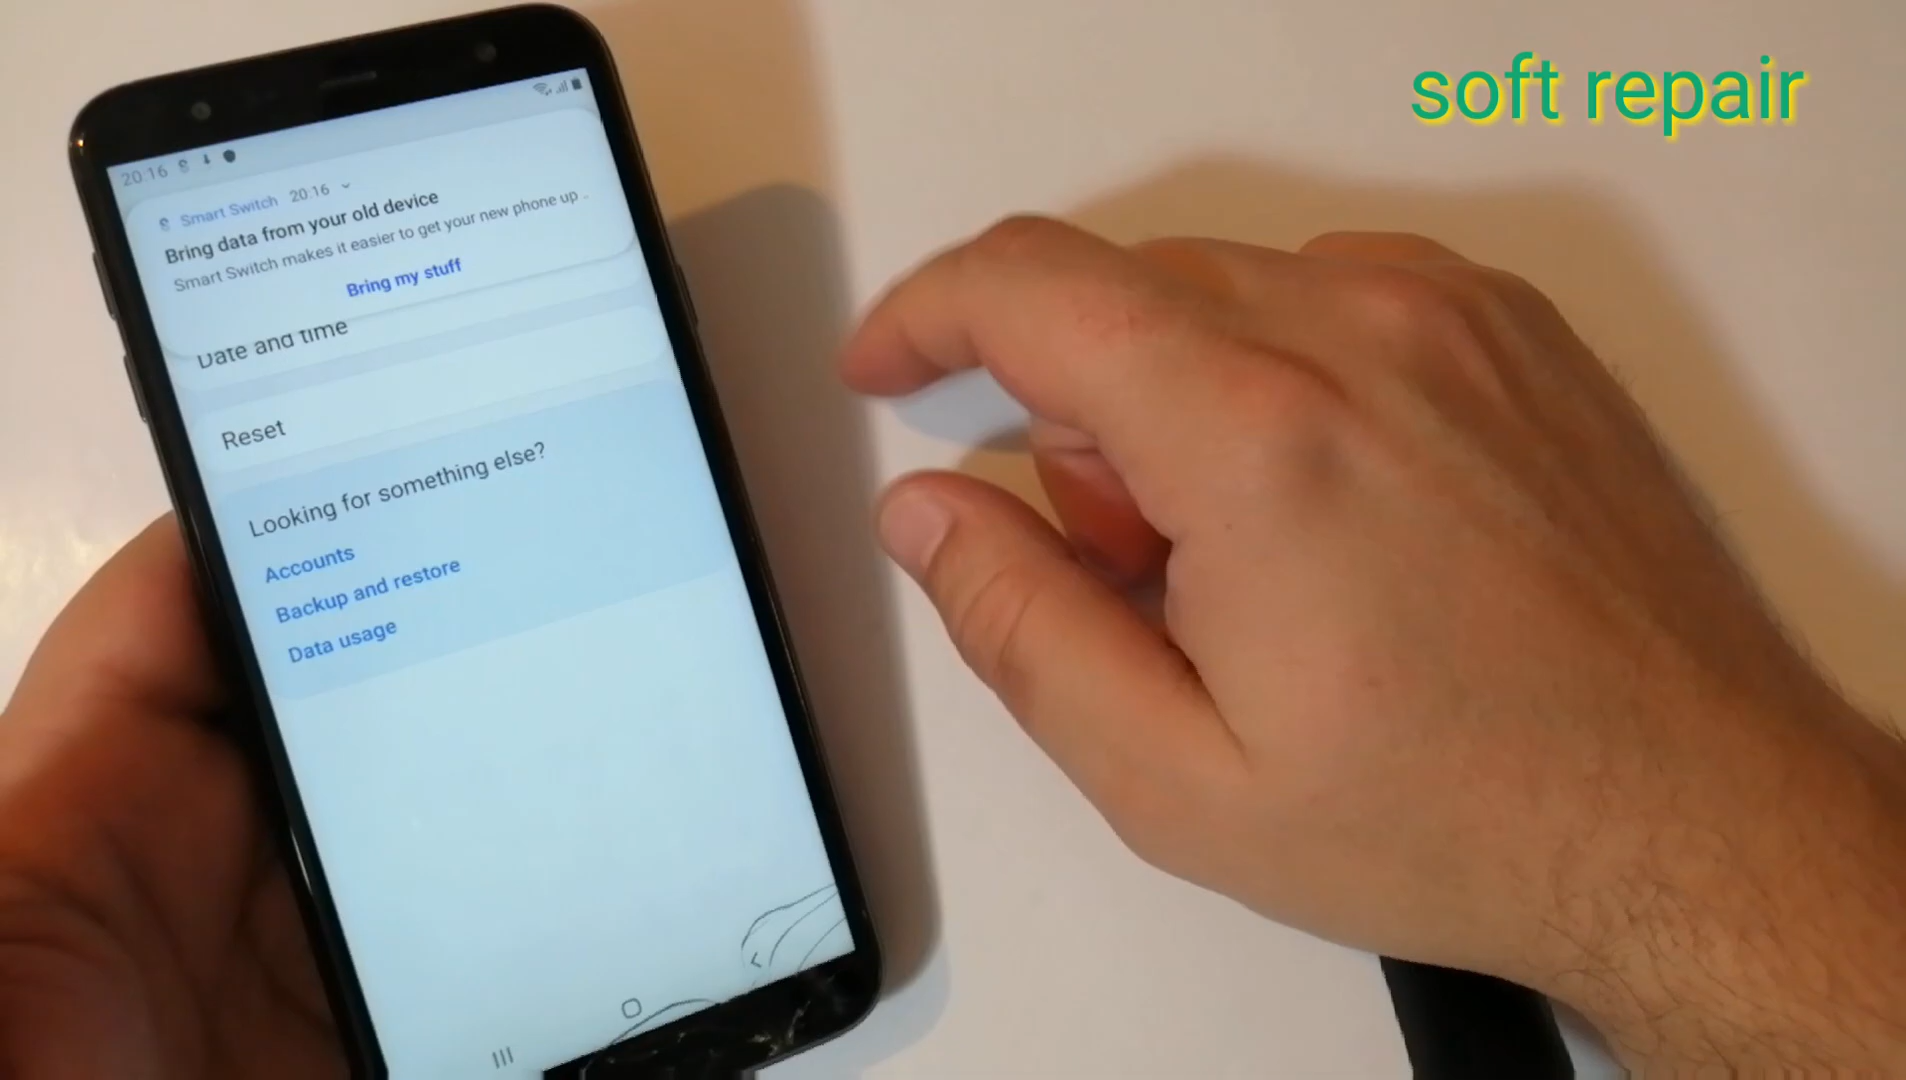 soft repair
20:16
Smart Switch 20:16
Bring data from your old device
Smart Switch makes it easier to get your new phone up ..
Bring my stuff
Date and time
Reset
Looking for something else?
Accounts
Backup and restore
Data usage